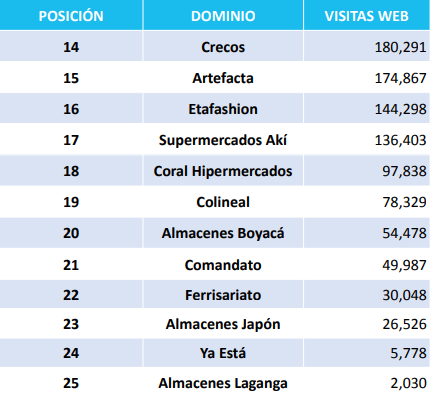 POSICIÓN DOMINIO VISITAS WEB
14 Crecos 180,291
15 Artefacta 174,867
16 Etafashion 144,298
17 Supermercados Akí 136,403
18 Coral Hipermercados 97,838
19 Colineal 78,329
20 Almacenes Boyacá 54,478
21 Comandato 49,987
22 Ferrisariato 30,048
23 Almacenes Japón 26,526
24 Ya Está 5,778
25 Almacenes Laganga 2,030